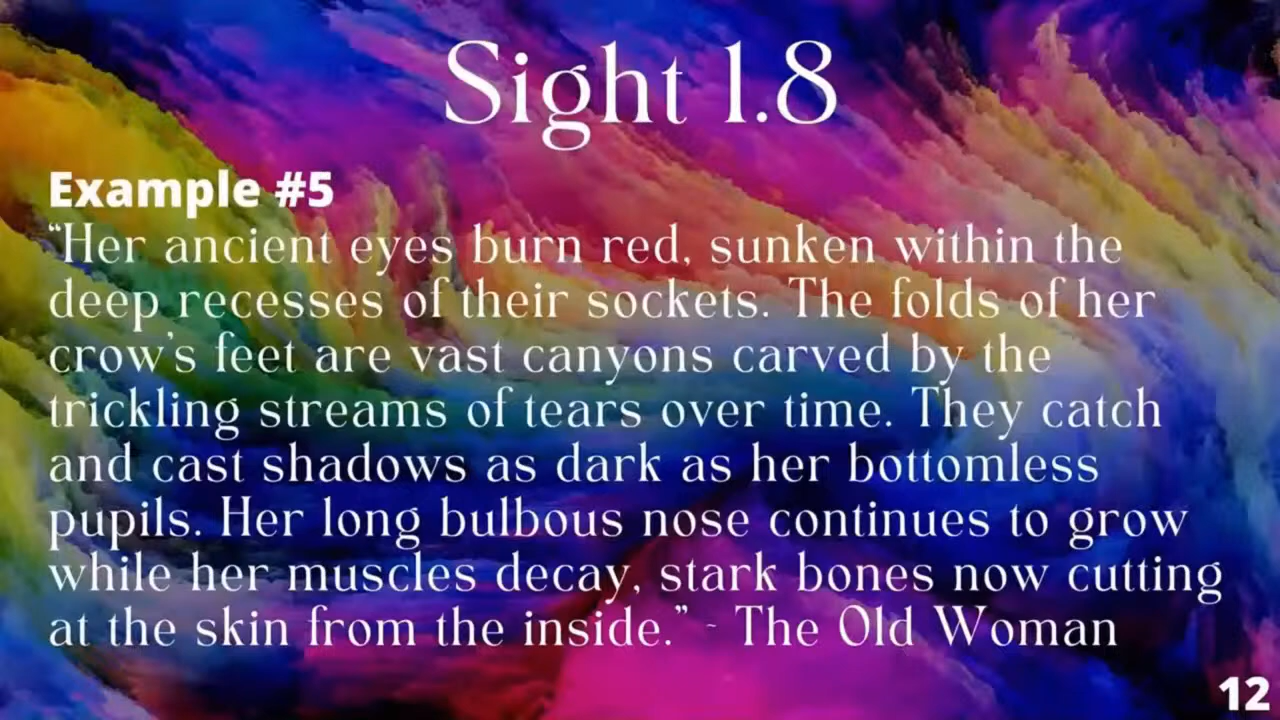 Sight 1.8
Example #5
“Her ancient eyes burn red, sunken within the
deep recesses of their sockets. The folds of her
crow’s feet are vast canyons carved by the
trickling streams of tears over time. They catch
and cast shadows as dark as her bottomless
pupils. Her long bulbous nose continues to grow
while her muscles decay, stark bones now cutting
at the skin from the inside.” ~ The Old Woman
12